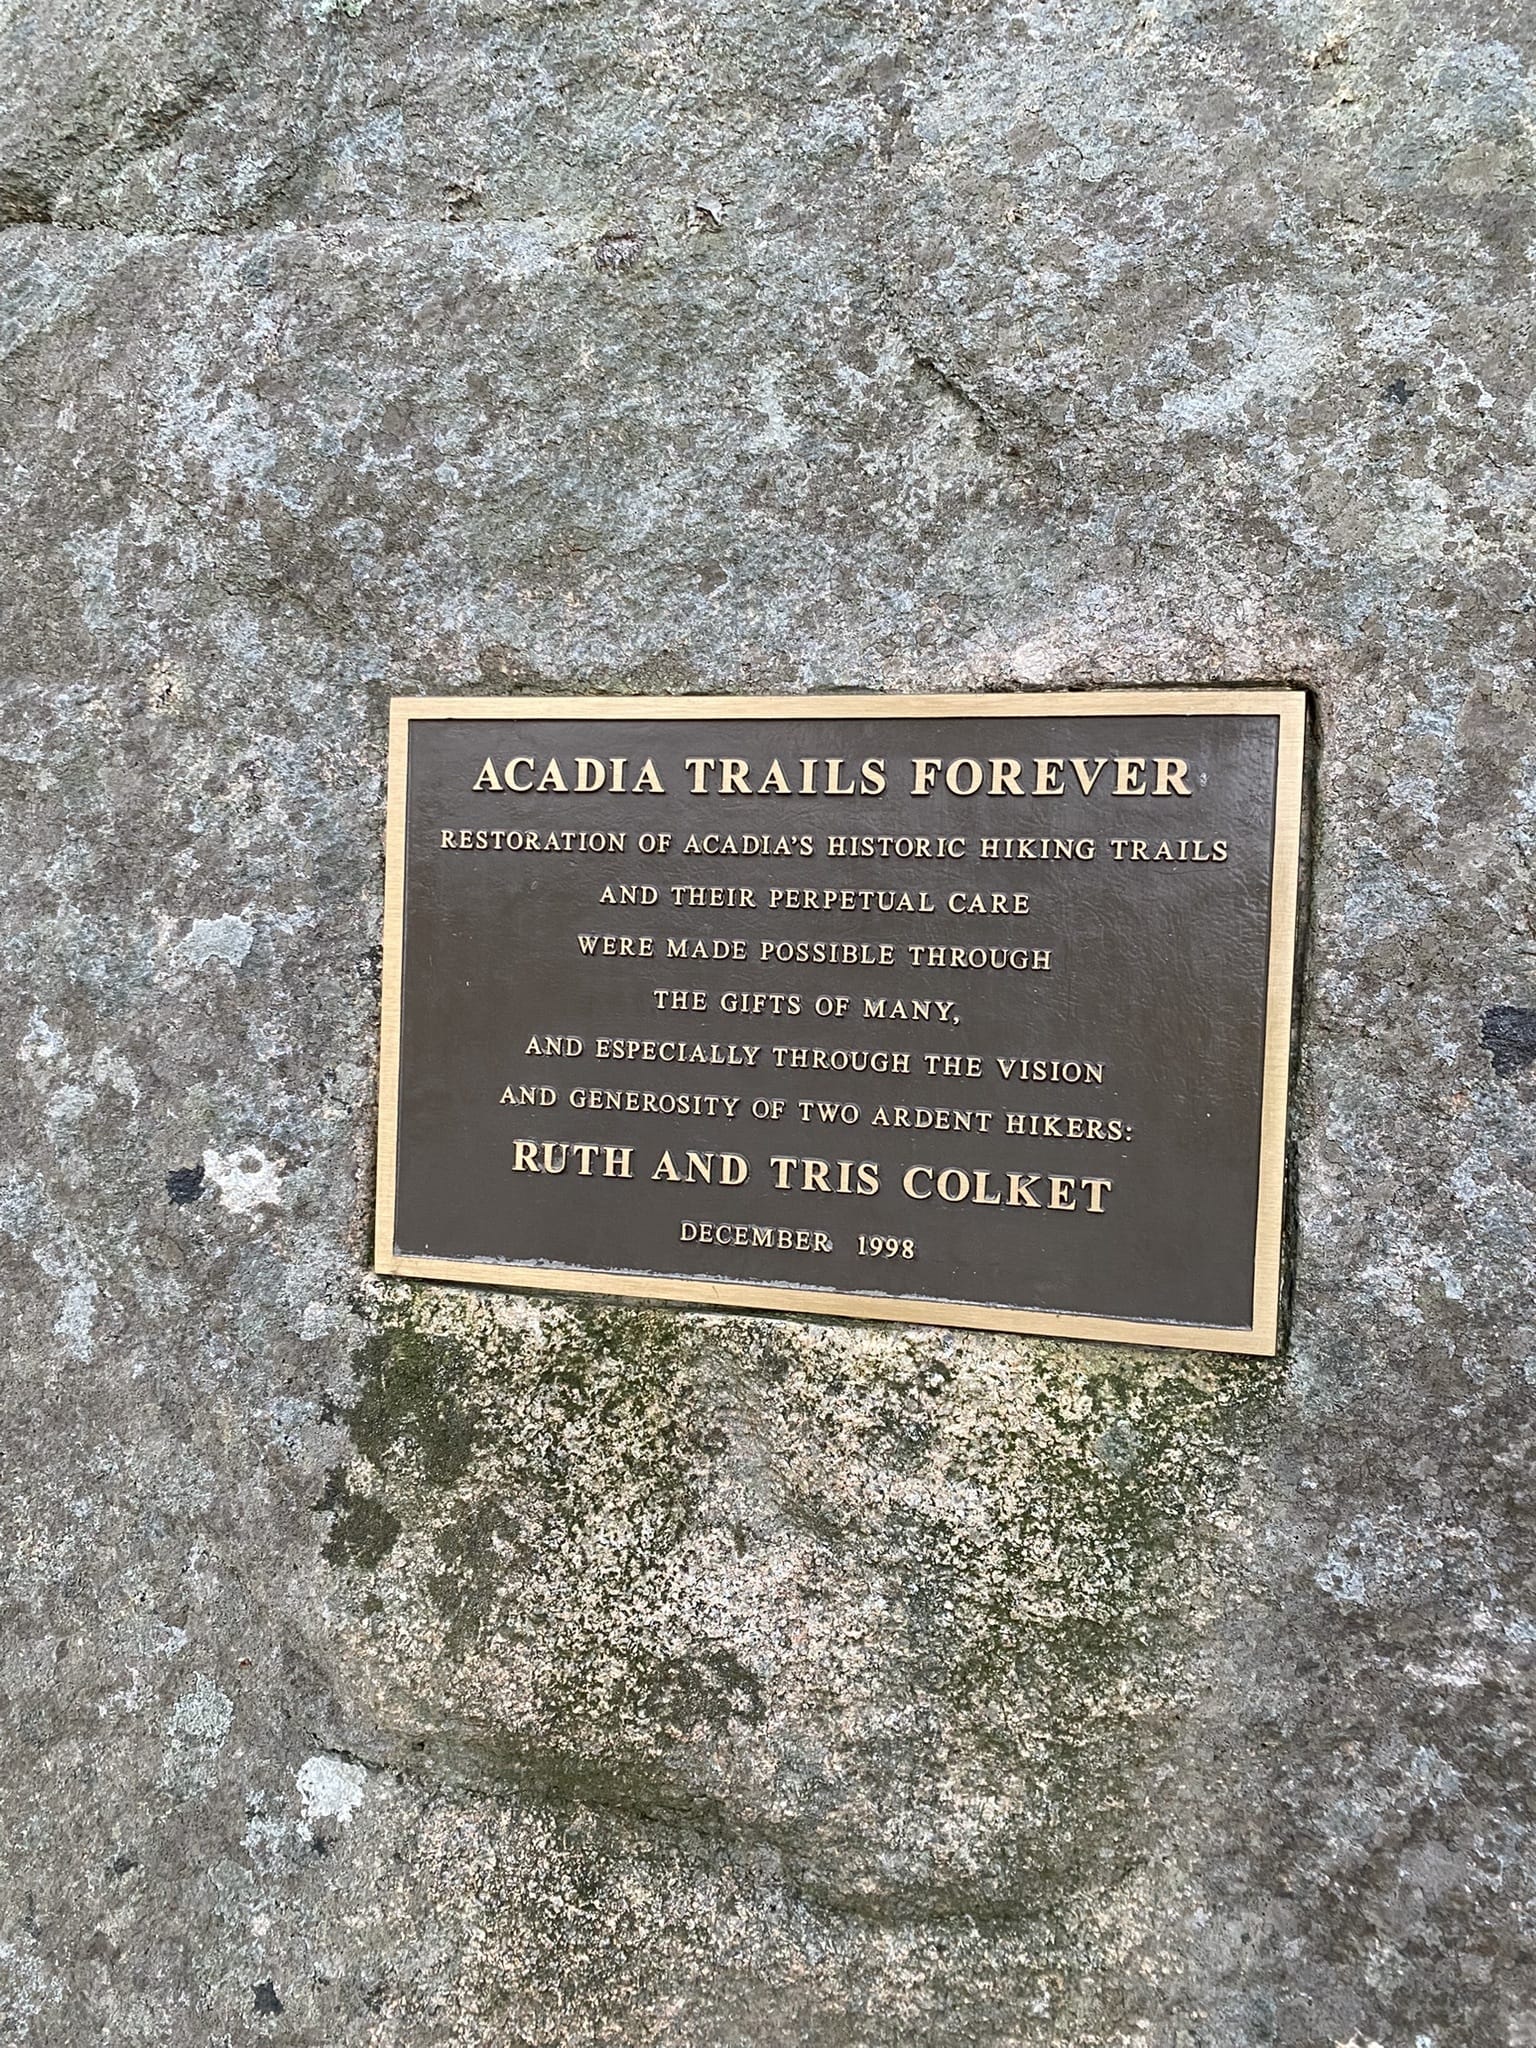 ACADIA TRAILS FOREVER
RESTORATION OF ACADIA'S HISTORIC HIKING TRAILS
AND THEIR PERPETUAL CARE
WERE MADE POSSIBLE THROUGH
THE GIFTS OF MANY,
AND ESPECIALLY THROUGH THE VISION
AND GENEROSITY OF TWO ARDENT HIKERS:
RUTH AND TRIS COLKET
DECEMBER 1998